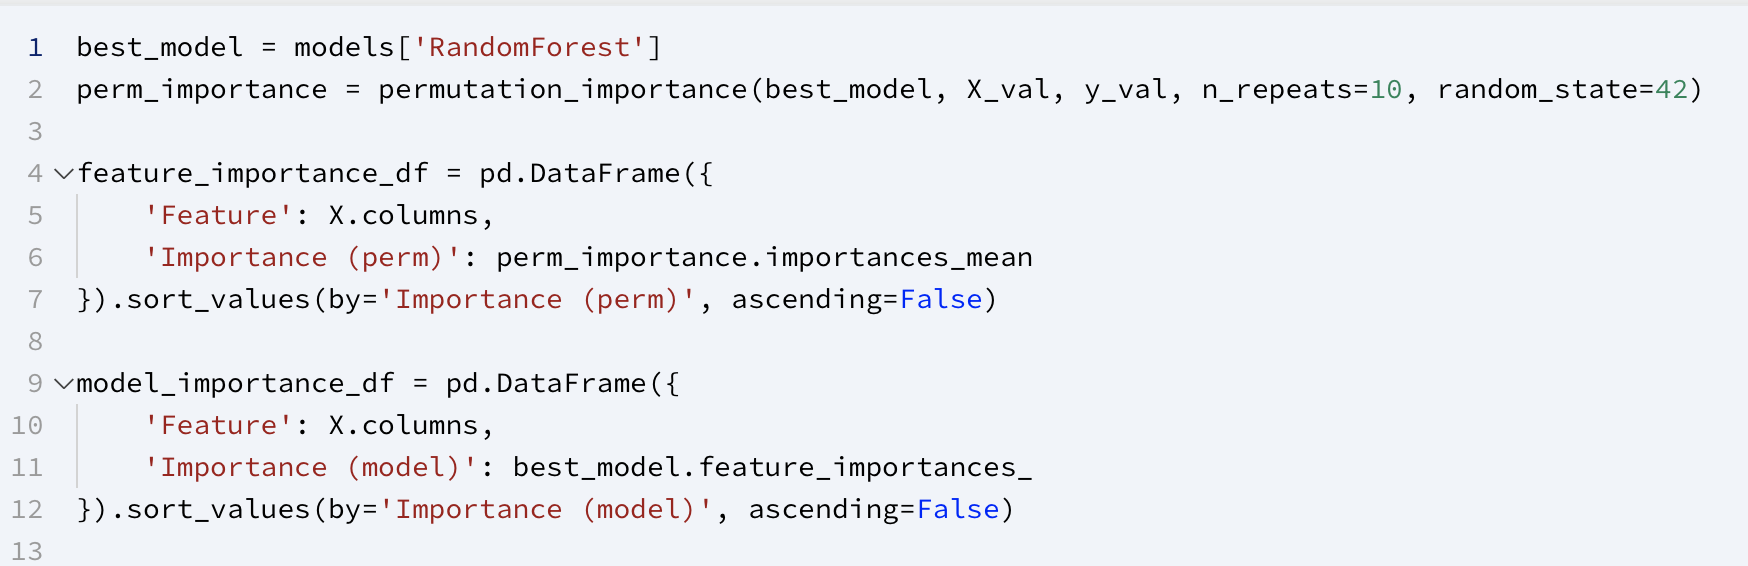 1 best_model = models['RandomForest']
2 perm_importance = permutation_importance(best_model, X_val, y_val, n_repeats=10, random_state=42)
3
4 feature_importance_df = pd.DataFrame({
5     'Feature': X.columns,
6     'Importance (perm)': perm_importance.importances_mean
7 }).sort_values(by='Importance (perm)', ascending=False)
8
9 model_importance_df = pd.DataFrame({
10     'Feature': X.columns,
11     'Importance (model)': best_model.feature_importances_
12 }).sort_values(by='Importance (model)', ascending=False)
13